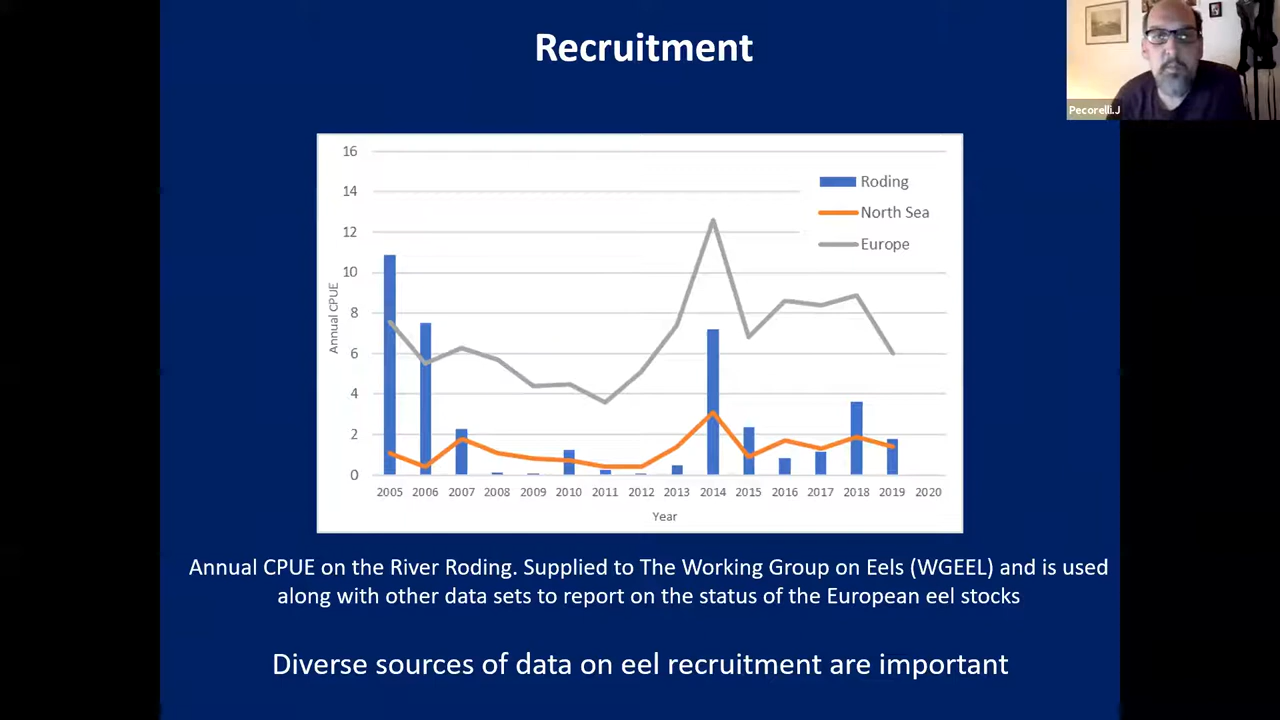 Recruitment
Pecorelli.J
16
14
12
10
8
6
4
2
0
Annual CPUE
Roding
North Sea
Europe
2005 2006 2007 2008 2009 2010 2011 2012 2013 2014 2015 2016 2017 2018 2019 2020
Year
Annual CPUE on the River Roding. Supplied to The Working Group on Eels (WGEEL) and is used
along with other data sets to report on the status of the European eel stocks
Diverse sources of data on eel recruitment are important